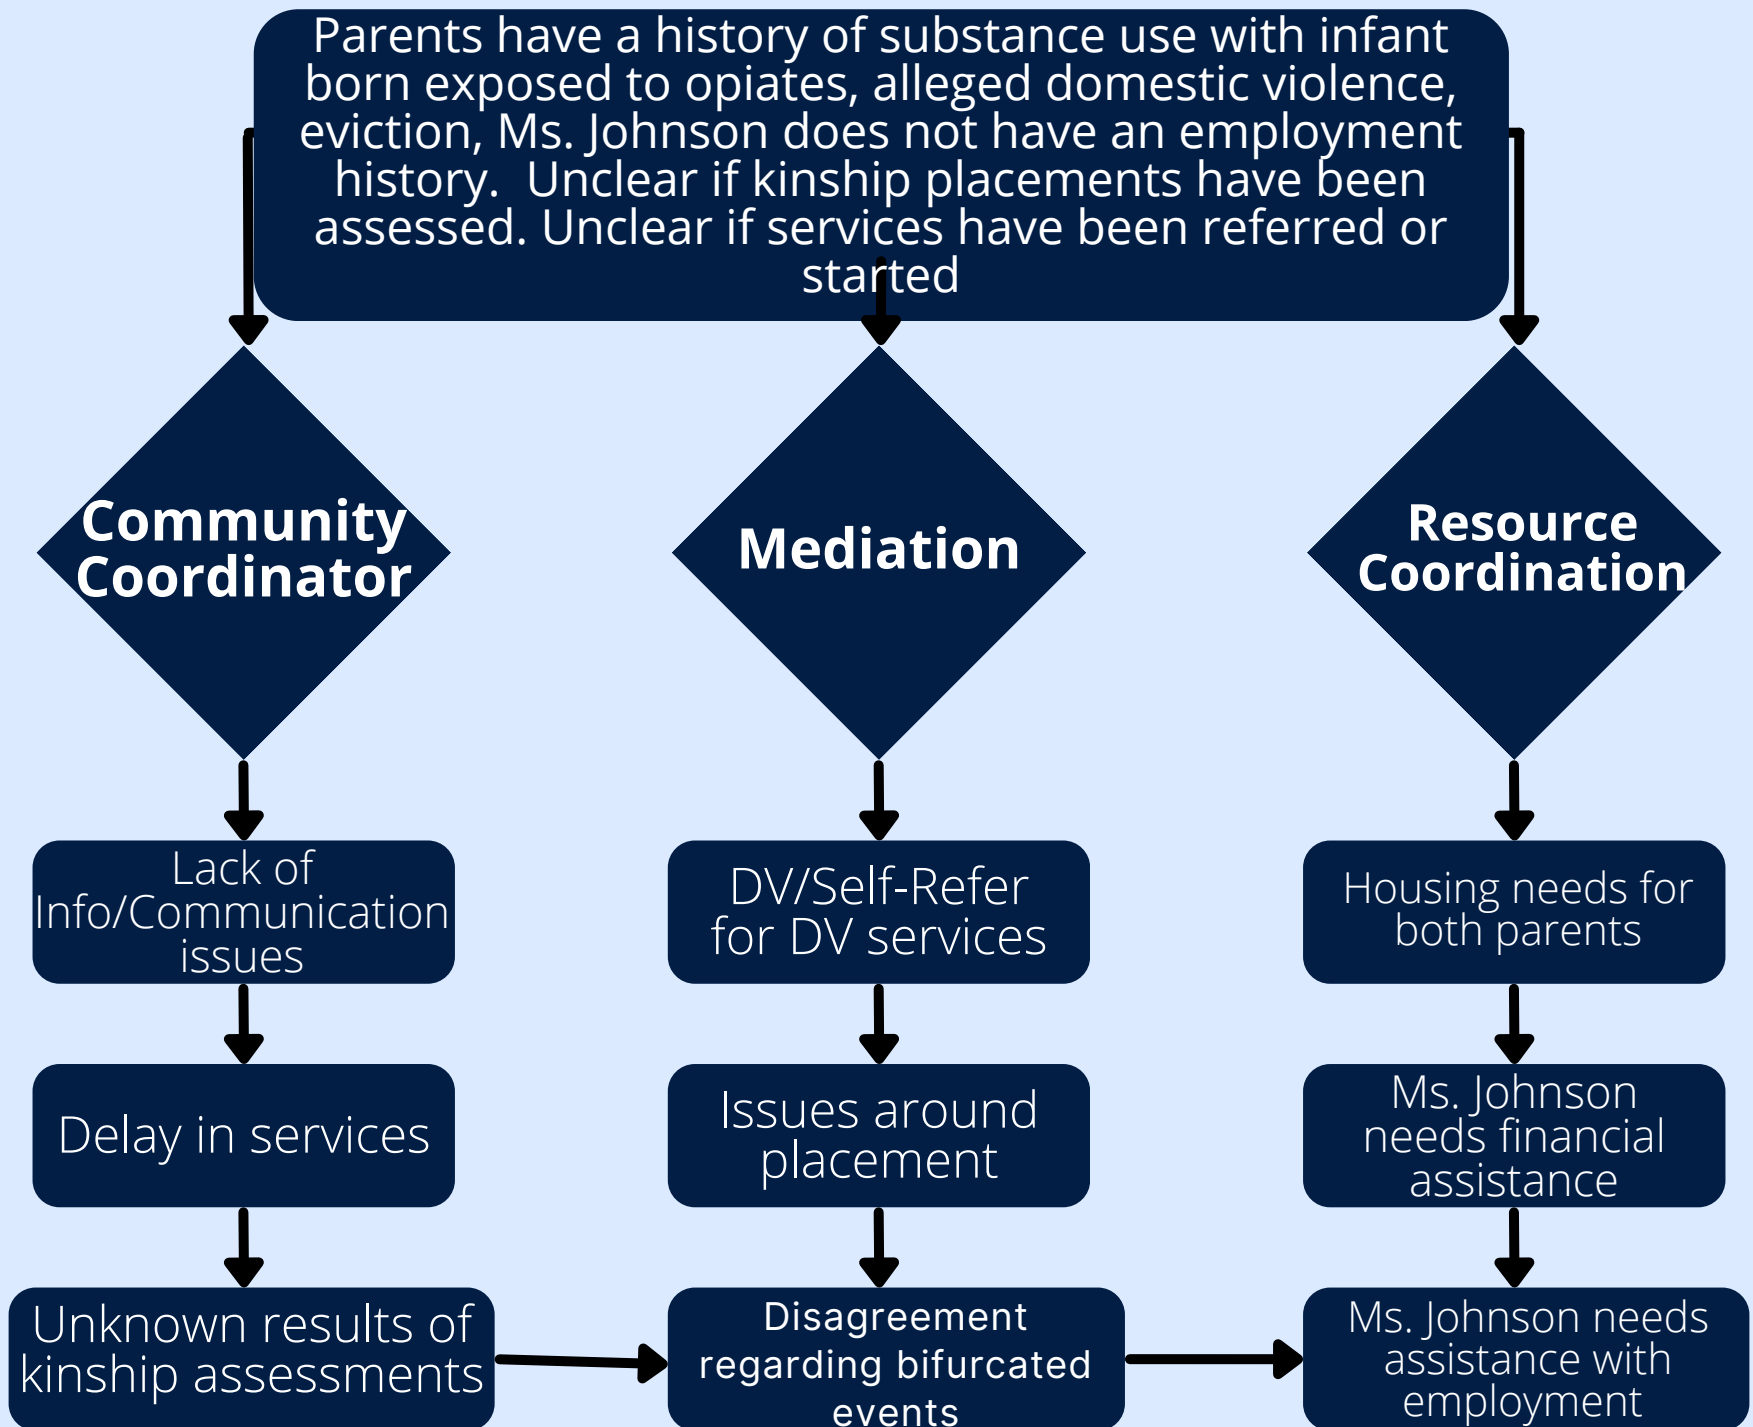 Parents have a history of substance use with infant
born exposed to opiates, alleged domestic violence,
eviction, Ms. Johnson does not have an employment
history.  Unclear if kinship placements have been
assessed. Unclear if services have been referred or
started
Community
Coordinator
Mediation
Resource
Coordination
Lack of
Info/Communication
issues
DV/Self-Refer
for DV services
Housing needs for
both parents
Delay in services
Issues around
placement
Ms. Johnson
needs financial
assistance
Unknown results of
kinship assessments
Disagreement
regarding bifurcated
events
Ms. Johnson needs
assistance with
employment